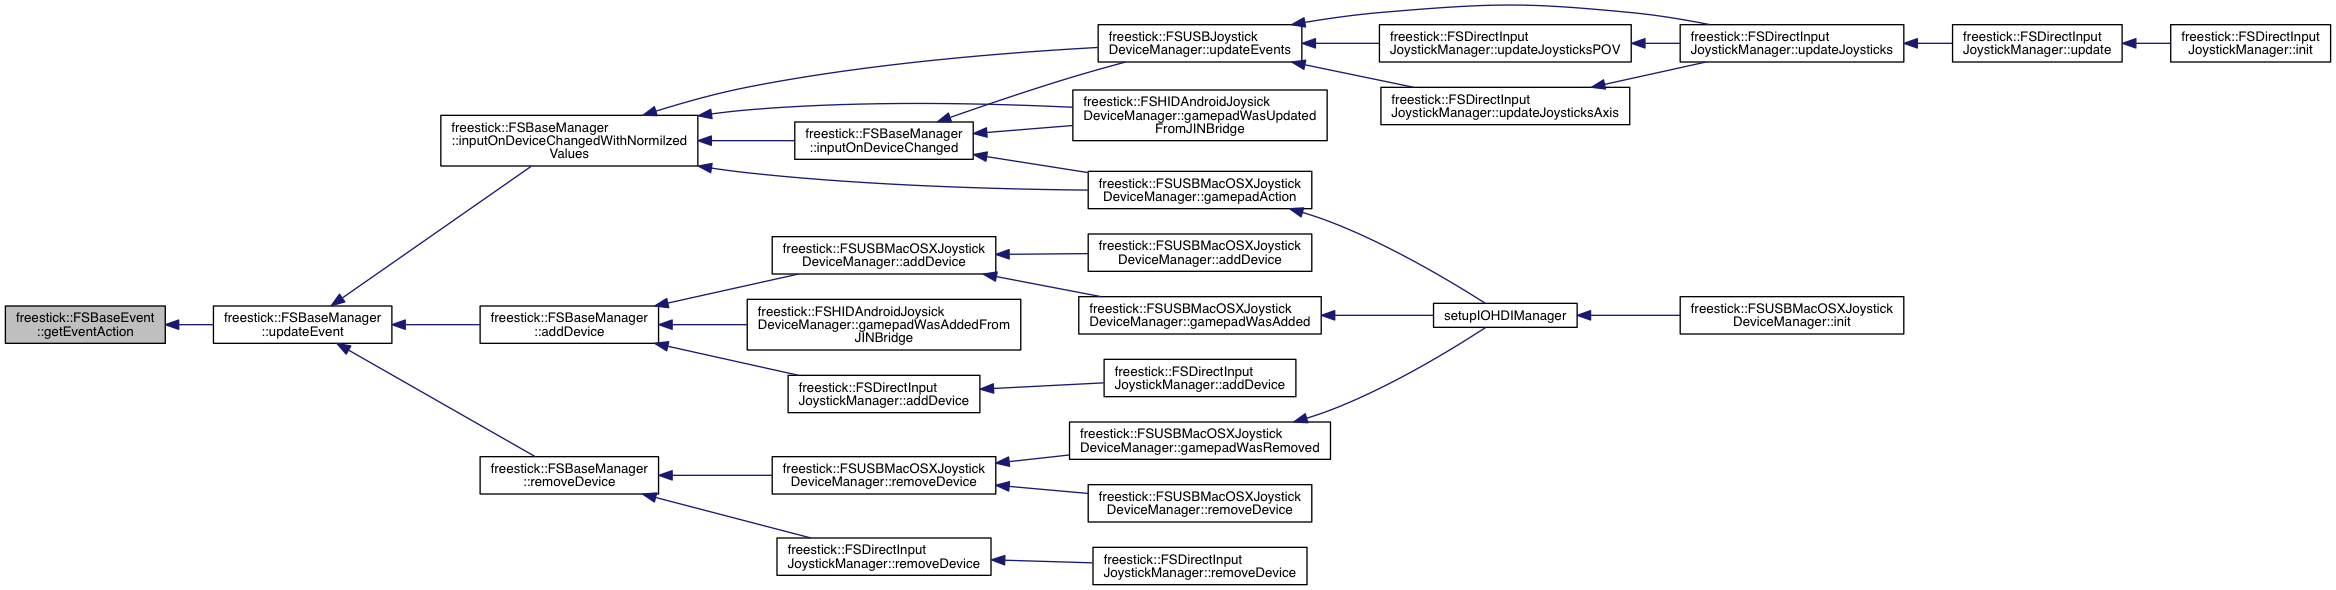 freestick::FSBaseEvent
::getEventAction
freestick::FSBaseManager
::updateEvent
freestick::FSBaseManager
::inputOnDeviceChangedWithNormilzed
Values
freestick::FSBaseManager
::addDevice
freestick::FSBaseManager
::removeDevice
freestick::FSUSBJoystick
DeviceManager::updateEvents
freestick::FSHIDAndroidJoysick
DeviceManager::gamepadWasUpdated
FromJINBridge
freestick::FSBaseManager
::inputOnDeviceChanged
freestick::FSUSBMacOSXJoystick
DeviceManager::gamepadAction
freestick::FSDirectInput
JoystickManager::updateJoysticksPOV
freestick::FSDirectInput
JoystickManager::updateJoysticksAxis
freestick::FSDirectInput
JoystickManager::updateJoysticks
freestick::FSDirectInput
JoystickManager::update
freestick::FSDirectInput
JoystickManager::init
freestick::FSUSBMacOSXJoystick
DeviceManager::addDevice
freestick::FSUSBMacOSXJoystick
DeviceManager::addDevice
freestick::FSUSBMacOSXJoystick
DeviceManager::gamepadWasAdded
setupIOHDIManager
freestick::FSUSBMacOSXJoystick
DeviceManager::init
freestick::FSHIDAndroidJoysick
DeviceManager::gamepadWasAddedFrom
JINBridge
freestick::FSDirectInput
JoystickManager::addDevice
freestick::FSDirectInput
JoystickManager::addDevice
freestick::FSUSBMacOSXJoystick
DeviceManager::removeDevice
freestick::FSUSBMacOSXJoystick
DeviceManager::gamepadWasRemoved
freestick::FSUSBMacOSXJoystick
DeviceManager::removeDevice
freestick::FSDirectInput
JoystickManager::removeDevice
freestick::FSDirectInput
JoystickManager::removeDevice